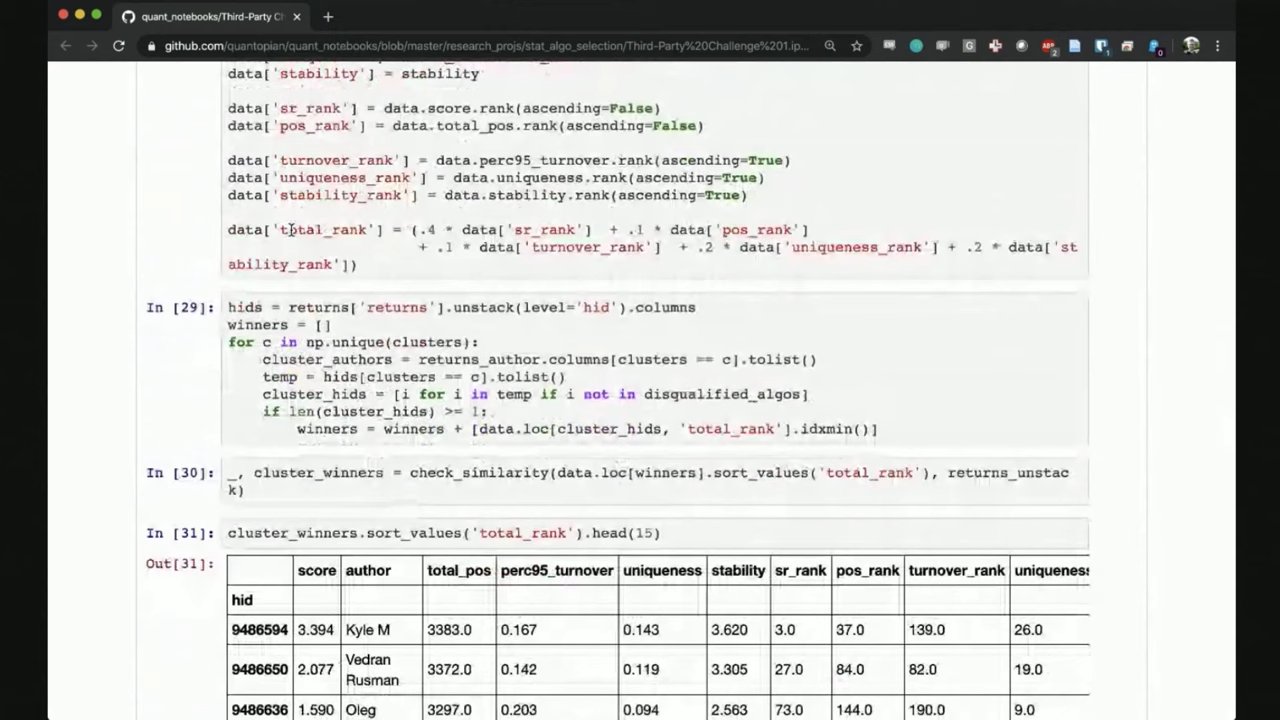 quant_notebooks/Third-Party Ch
github.com/quantopian/quant_notebooks/blob/master/research_projs/stat_algo_selection/Third-Party%20Challenge%201.ip...
data['stability'] = stability
data['sr_rank'] = data.score.rank(ascending=False)
data['pos_rank'] = data.total_pos.rank(ascending=False)
data['turnover_rank'] = data.perc95_turnover.rank(ascending=True)
data['uniqueness_rank'] = data.uniqueness.rank(ascending=True)
data['stability_rank'] = data.stability.rank(ascending=True)
data['total_rank'] = (.4 * data['sr_rank'] + .1 * data['pos_rank']
+ .1 * data['turnover_rank'] + .2 * data['uniqueness_rank'] + .2 * data['st
ability_rank'])
In [29]: hids = returns['returns'].unstack(level='hid').columns
winners = []
for c in np.unique(clusters):
cluster_authors = returns_author.columns[clusters == c].tolist()
temp = hids[clusters == c].tolist()
cluster_hids = [i for i in temp if i not in disqualified_algos]
if len(cluster_hids) >= 1:
winners = winners + [data.loc[cluster_hids, 'total_rank'].idxmin()]
In [30]: _, cluster_winners = check_similarity(data.loc[winners].sort_values('total_rank'), returns_unstac
k)
In [31]: cluster_winners.sort_values('total_rank').head(15)
Out[31]: score author total_pos perc95_turnover uniqueness stability sr_rank pos_rank turnover_rank uniqueness
hid
9486594 3.394 Kyle M 3383.0 0.167 0.143 3.620 3.0 37.0 139.0 26.0
9486650 2.077 Vedran Rusman 3372.0 0.142 0.119 3.305 27.0 84.0 82.0 19.0
9486636 1.590 Oleg 3297.0 0.203 0.094 2.563 73.0 144.0 190.0 9.0